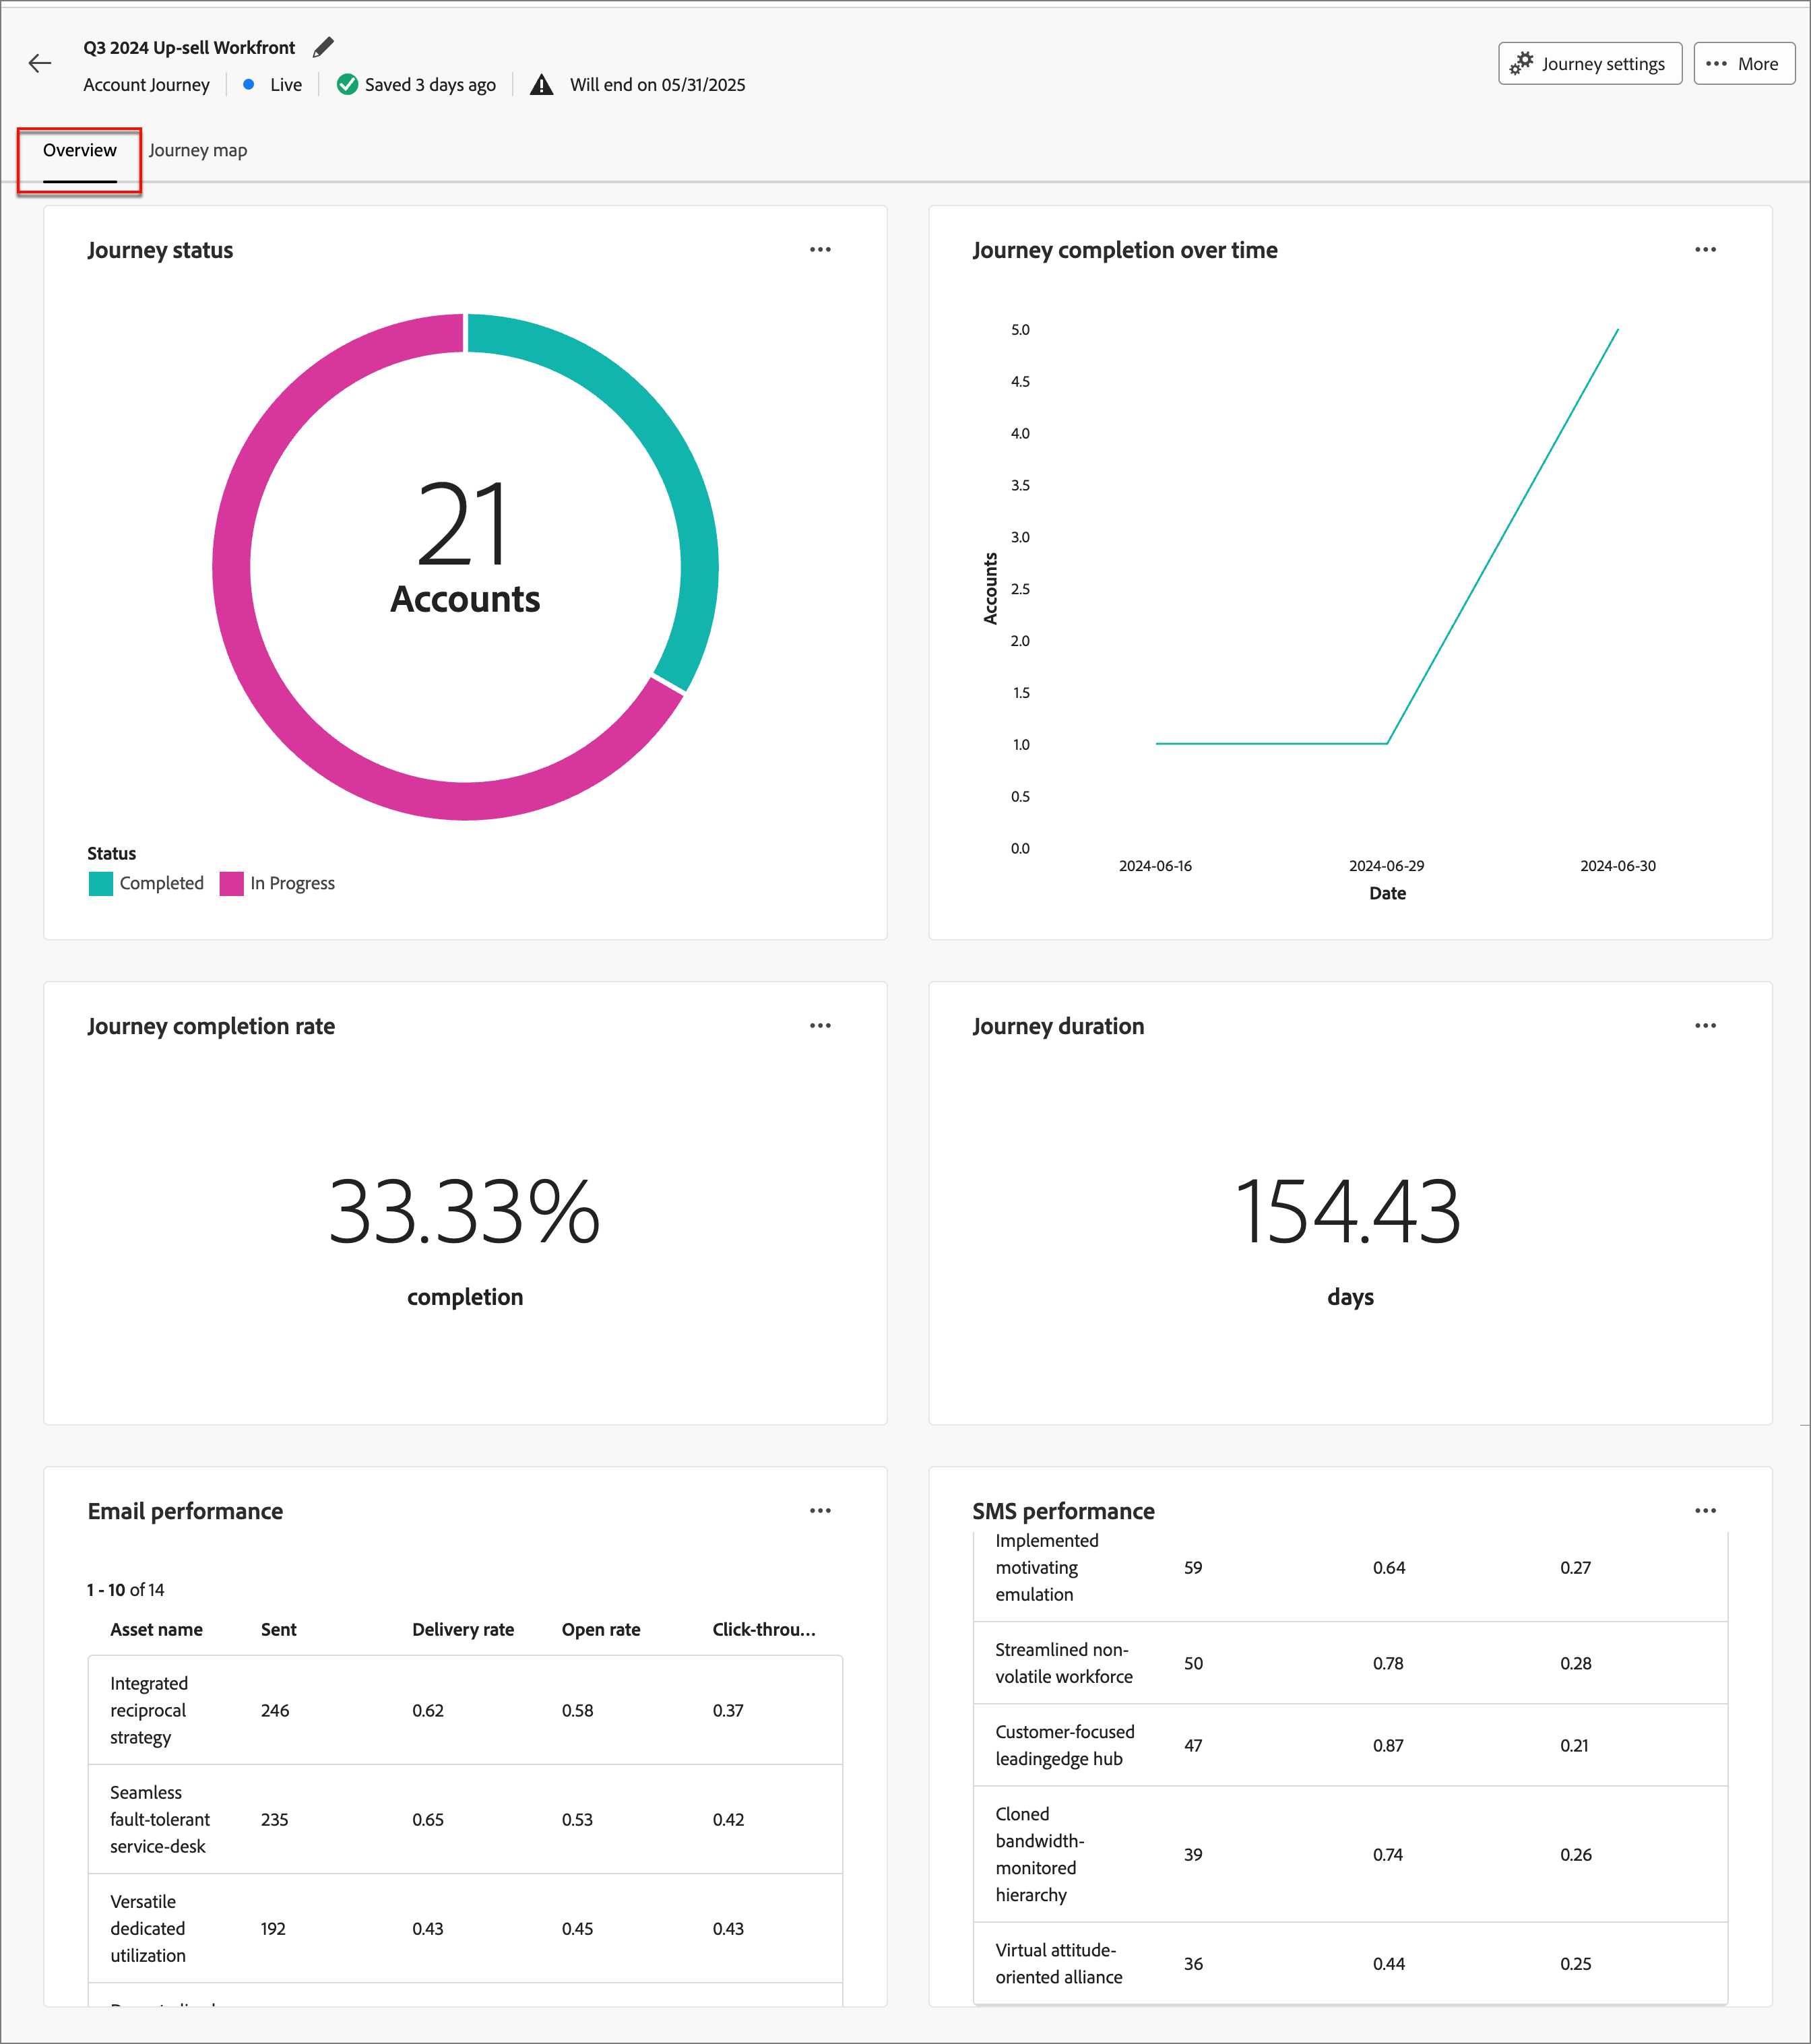 Q3 2024 Up-sell Workfront
Account Journey
Live
Saved 3 days ago
Will end on 05/31/2025
Journey settings
More
Overview
Journey map
Journey status
21
Accounts
Status
Completed
In Progress
Journey completion over time
5.0
4.5
4.0
3.5
3.0
2.5
2.0
1.5
1.0
0.5
0.0
Accounts
2024-06-16
2024-06-29
2024-06-30
Date
Journey completion rate
33.33%
completion
Journey duration
154.43
days
Email performance
1 - 10 of 14
Asset name Sent Delivery rate Open rate Click-throu...
Integrated
reciprocal 246 0.62 0.58 0.37
strategy
Seamless
fault-tolerant 235 0.65 0.53 0.42
service-desk
Versatile
dedicated 192 0.43 0.45 0.43
utilization
SMS performance
Implemented
motivating 59 0.64 0.27
emulation
Streamlined non-
volatile workforce 50 0.78 0.28
Customer-focused
leadingedge hub 47 0.87 0.21
Cloned
bandwidth-
monitored 39 0.74 0.26
hierarchy
Virtual attitude-
oriented alliance 36 0.44 0.25